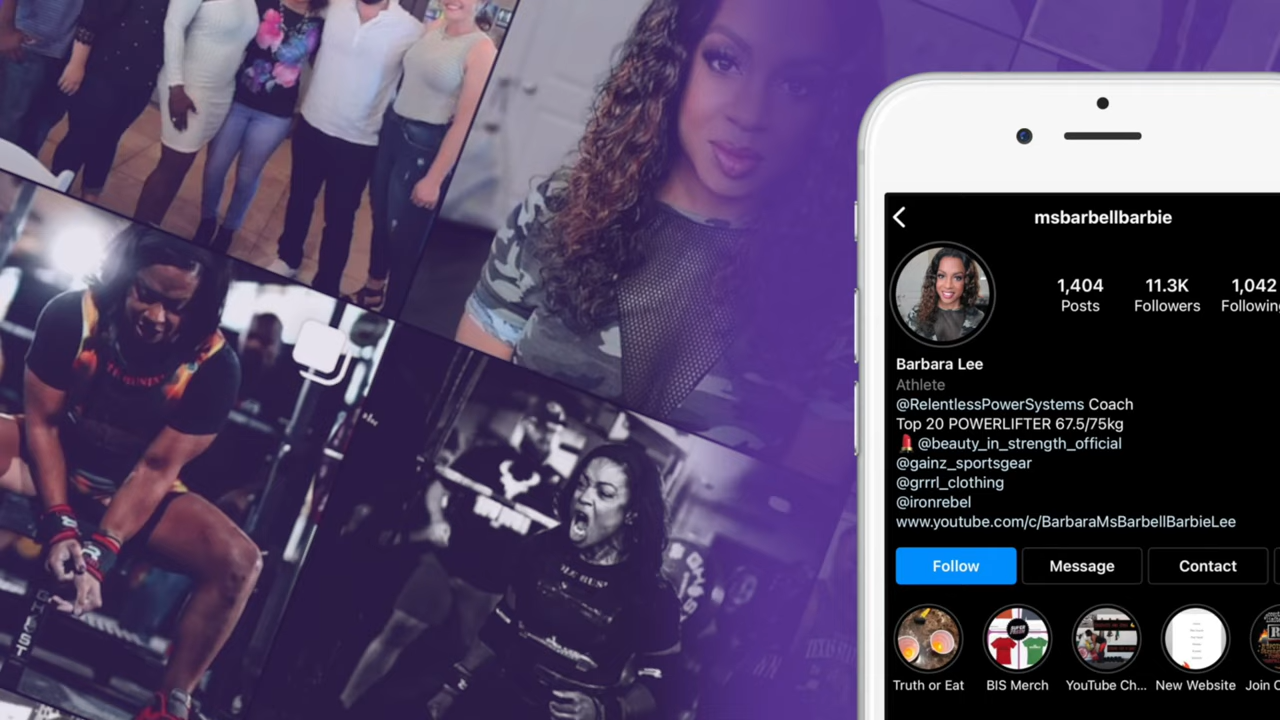 msbarbellbarbie
1,404
11.3K
1,042
Posts
Followers
Following
Barbara Lee
Athlete
@RelentlessPowerSystems Coach
Top 20 POWERLIFTER 67.5/75kg
@beauty_in_strength_official
@gainz_sportsgear
@grrrl_clothing
@ironrebel
www.youtube.com/c/BarbaraMsBarbellBarbieLee
Follow
Message
Contact
Truth or Eat
BIS Merch
YouTube Ch...
New Website
Join